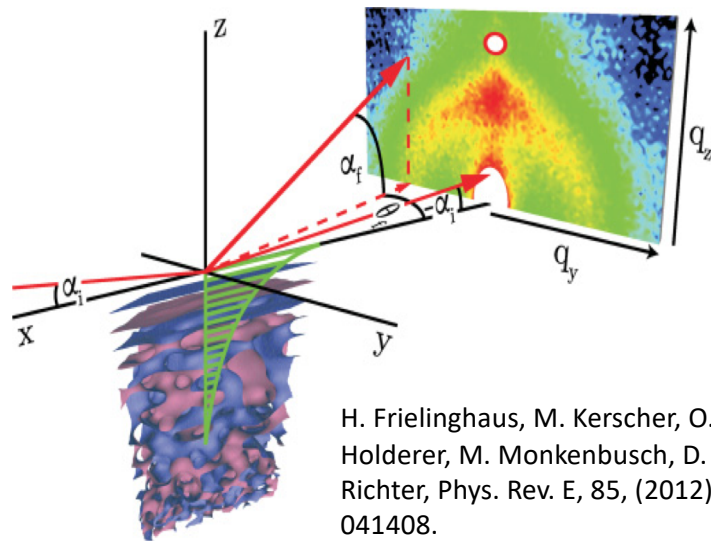 z
q_z
α_f
θ_f
-α_i
q_y
α_i
x
y
H. Frielinghaus, M. Kerscher, O.
Holderer, M. Monkenbusch, D.
Richter, Phys. Rev. E, 85, (2012)
041408.